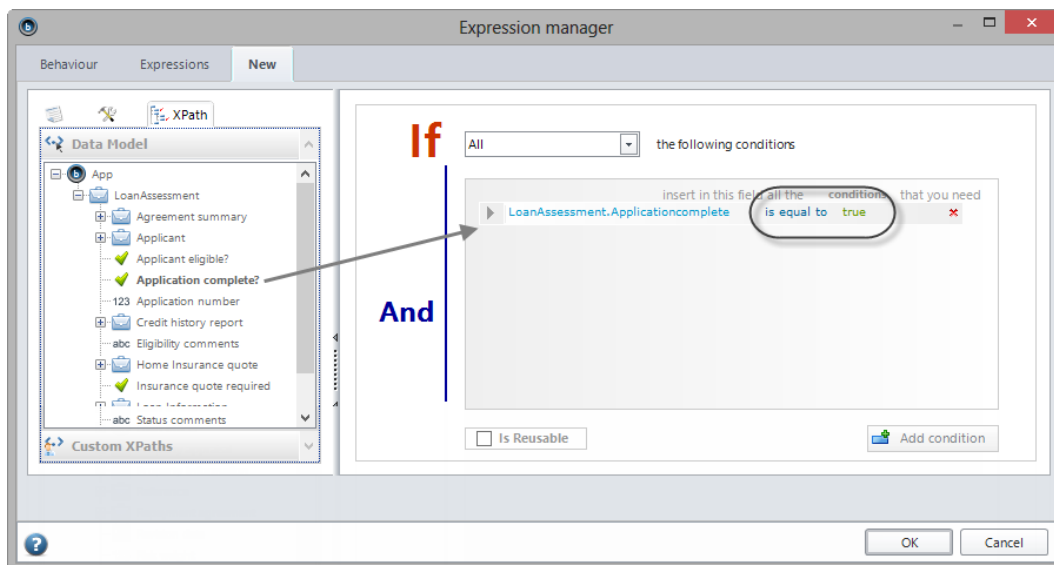 Expression manager
Behaviour Expressions New
XPath
Data Model
App
LoanAssessment
Agreement summary
Applicant
Applicant eligible?
Application complete?
123 Application number
Credit history report
abc Eligibility comments
Home Insurance quote
Insurance quote required
Loan Information
abc Status comments
Custom XPaths
If All the following conditions
insert in this field all the conditions that you need
LoanAssessment.Applicationcomplete is equal to true
And
Is Reusable
Add condition
OK Cancel